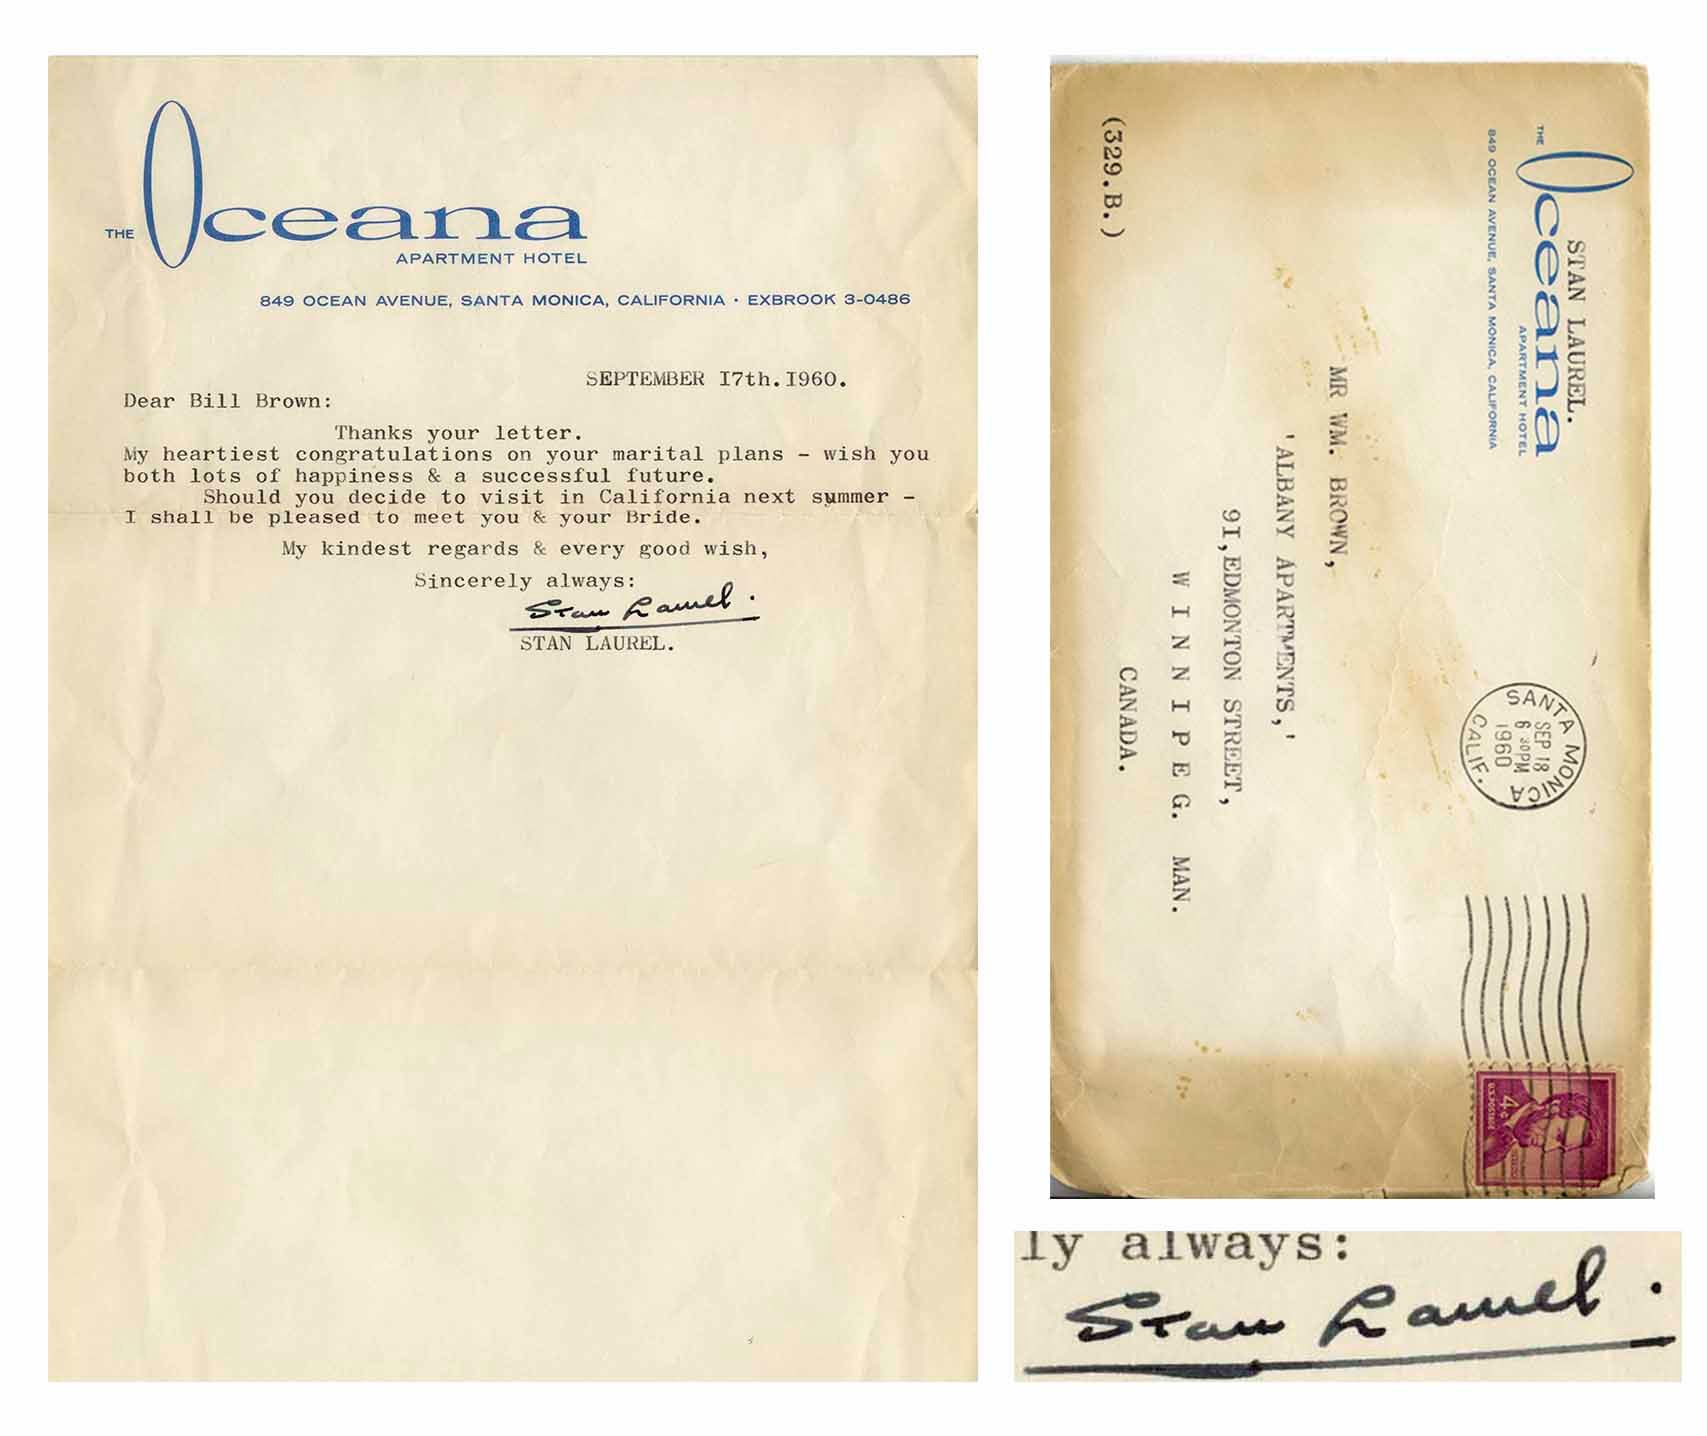 THE Oceana
APARTMENT HOTEL
849 OCEAN AVENUE, SANTA MONICA, CALIFORNIA · EXBROOK 3-0486
SEPTEMBER I7th.I960.
Dear Bill Brown:
Thanks your letter.
My heartiest congratulations on your marital plans - wish you
both lots of happiness & a successful future.
Should you decide to visit in California next summer -
I shall be pleased to meet you & your Bride.
My kindest regards & every good wish,
Sincerely always:
Stan Laurel.
STAN LAUREL.
STAN LAUREL.
THE Oceana
APARTMENT HOTEL
849 OCEAN AVENUE, SANTA MONICA, CALIFORNIA
SANTA MONICA
SEP 18
6 30PM
1960
CALIF.
4¢
U.S. POSTAGE
MR WM. BROWN,
'ALBANY APARTMENTS,'
9I,EDMONTON STREET,
W I N N I P E G. MAN.
CANADA.
(329.B.)
ly always:
Stan Laurel.